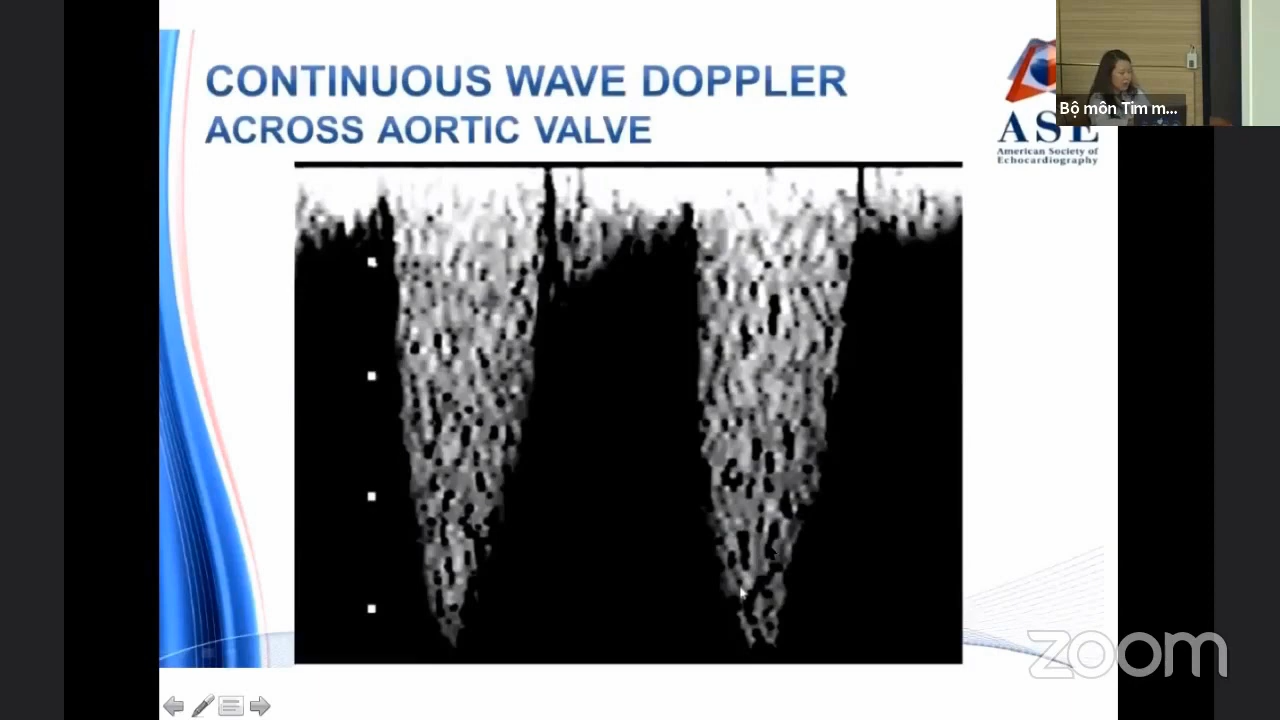 CONTINUOUS WAVE DOPPLER
ACROSS AORTIC VALVE
Bộ môn Tim m...
ASE
American Society of
Echocardiography
zoom